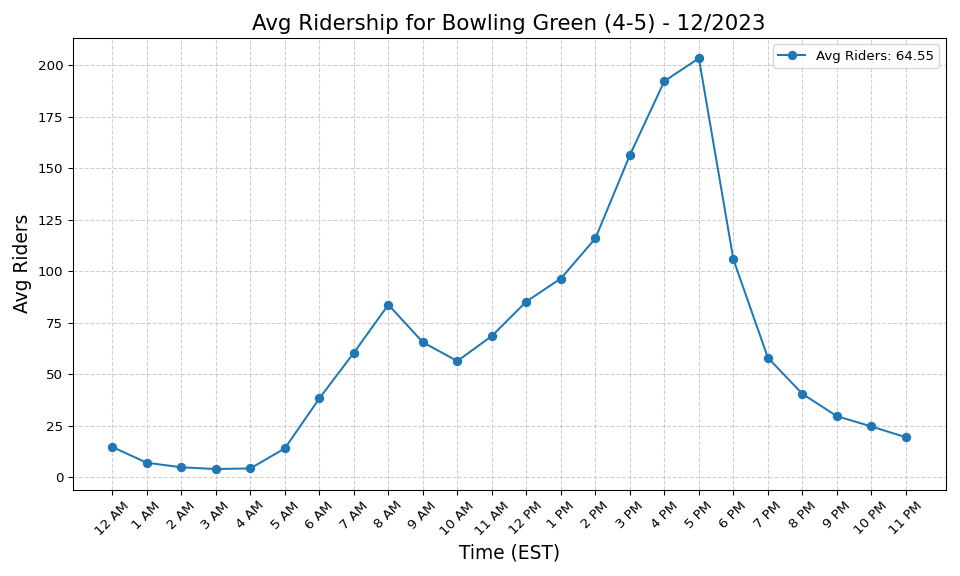 Avg Ridership for Bowling Green (4-5) - 12/2023
Avg Riders: 64.55
Avg Riders
200
175
150
125
100
75
50
25
0
12 AM 1 AM 2 AM 3 AM 4 AM 5 AM 6 AM 7 AM 8 AM 9 AM 10 AM 11 AM 12 PM 1 PM 2 PM 3 PM 4 PM 5 PM 6 PM 7 PM 8 PM 9 PM 10 PM 11 PM
Time (EST)